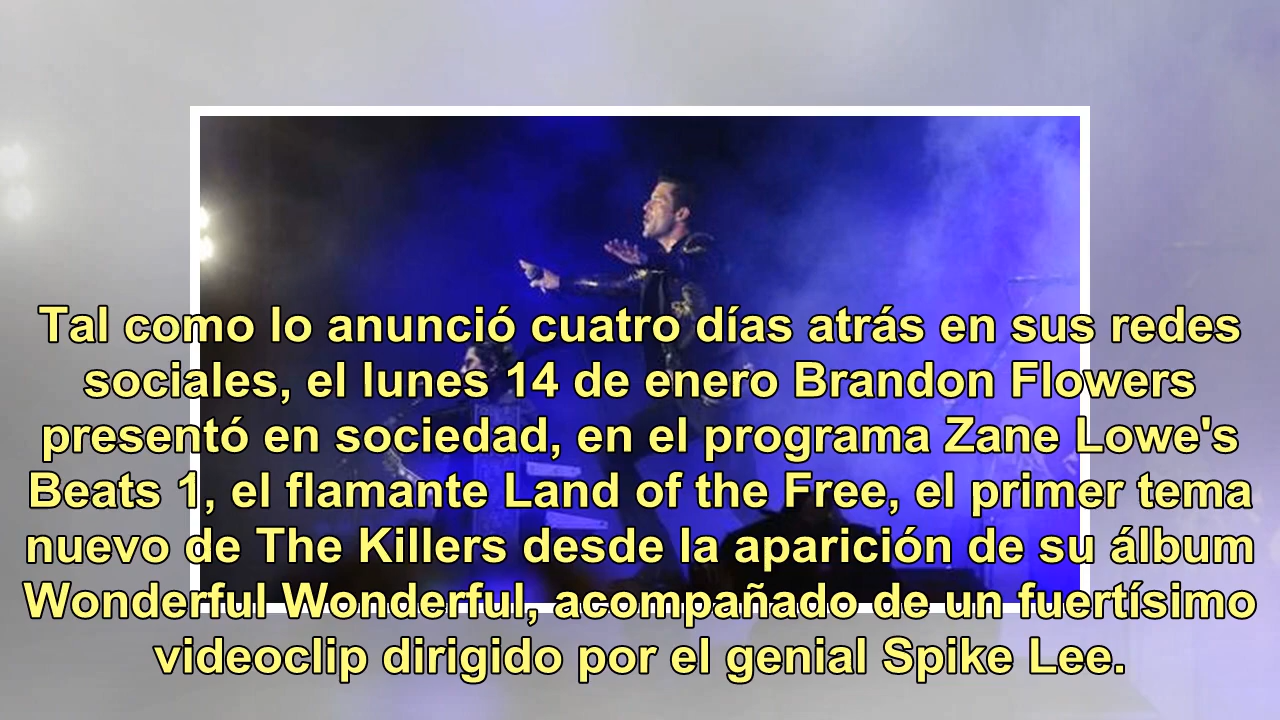 Tal como lo anunció cuatro días atrás en sus redes
sociales, el lunes 14 de enero Brandon Flowers
presentó en sociedad, en el programa Zane Lowe's
Beats 1, el flamante Land of the Free, el primer tema
nuevo de The Killers desde la aparición de su álbum
Wonderful Wonderful, acompañado de un fuertísimo
videoclip dirigido por el genial Spike Lee.